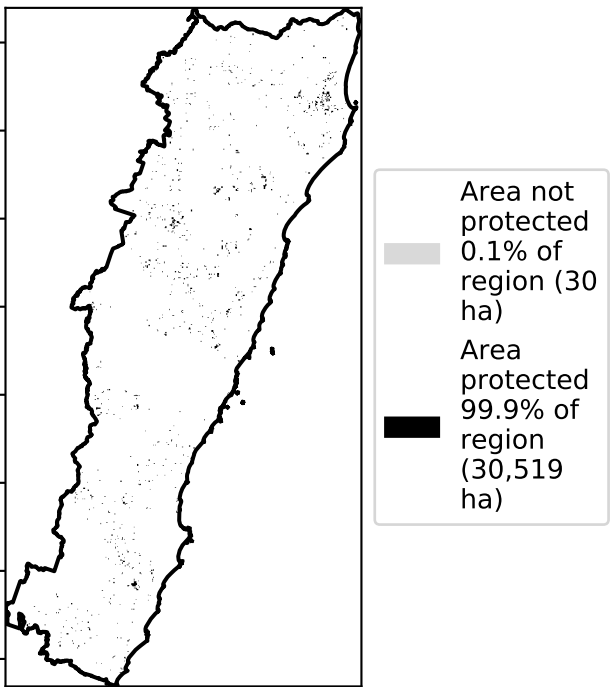 Area not
protected
0.1% of
region (30
ha)
Area
protected
99.9% of
region
(30,519
ha)